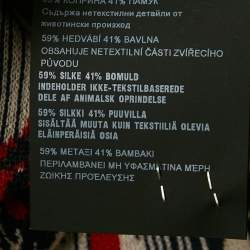 59% КОПРИНА 41% ПАМУК
Съдържа нетекстилни детайли от
животински произход
59% HEDVÁBÍ 41% BAVLNA
OBSAHUJE NETEXTILNÍ ČÁSTI ZVÍŘECÍHO
PŮVODU
59% SILKE 41% BOMULD
INDEHOLDER IKKE-TEKSTILBASEREDE
DELE AF ANIMALSK OPRINDELSE
59% SILKKI 41% PUUVILLA
SISÄLTÄÄ MUUTA KUIN TEKSTIILIÄ OLEVIA
ELÄINPERÄISIÄ OSIA
59% ΜΕΤΑΞΙ 41% ΒΑΜΒΑΚΙ
ΠΕΡΙΛΑΜΒΑΝΕΙ ΜΗ ΥΦΑΣΜΑΤΙΝΑ ΜΕΡΗ
ΖΩΙΚΗΣ ΠΡΟΕΛΕΥΣΗΣ